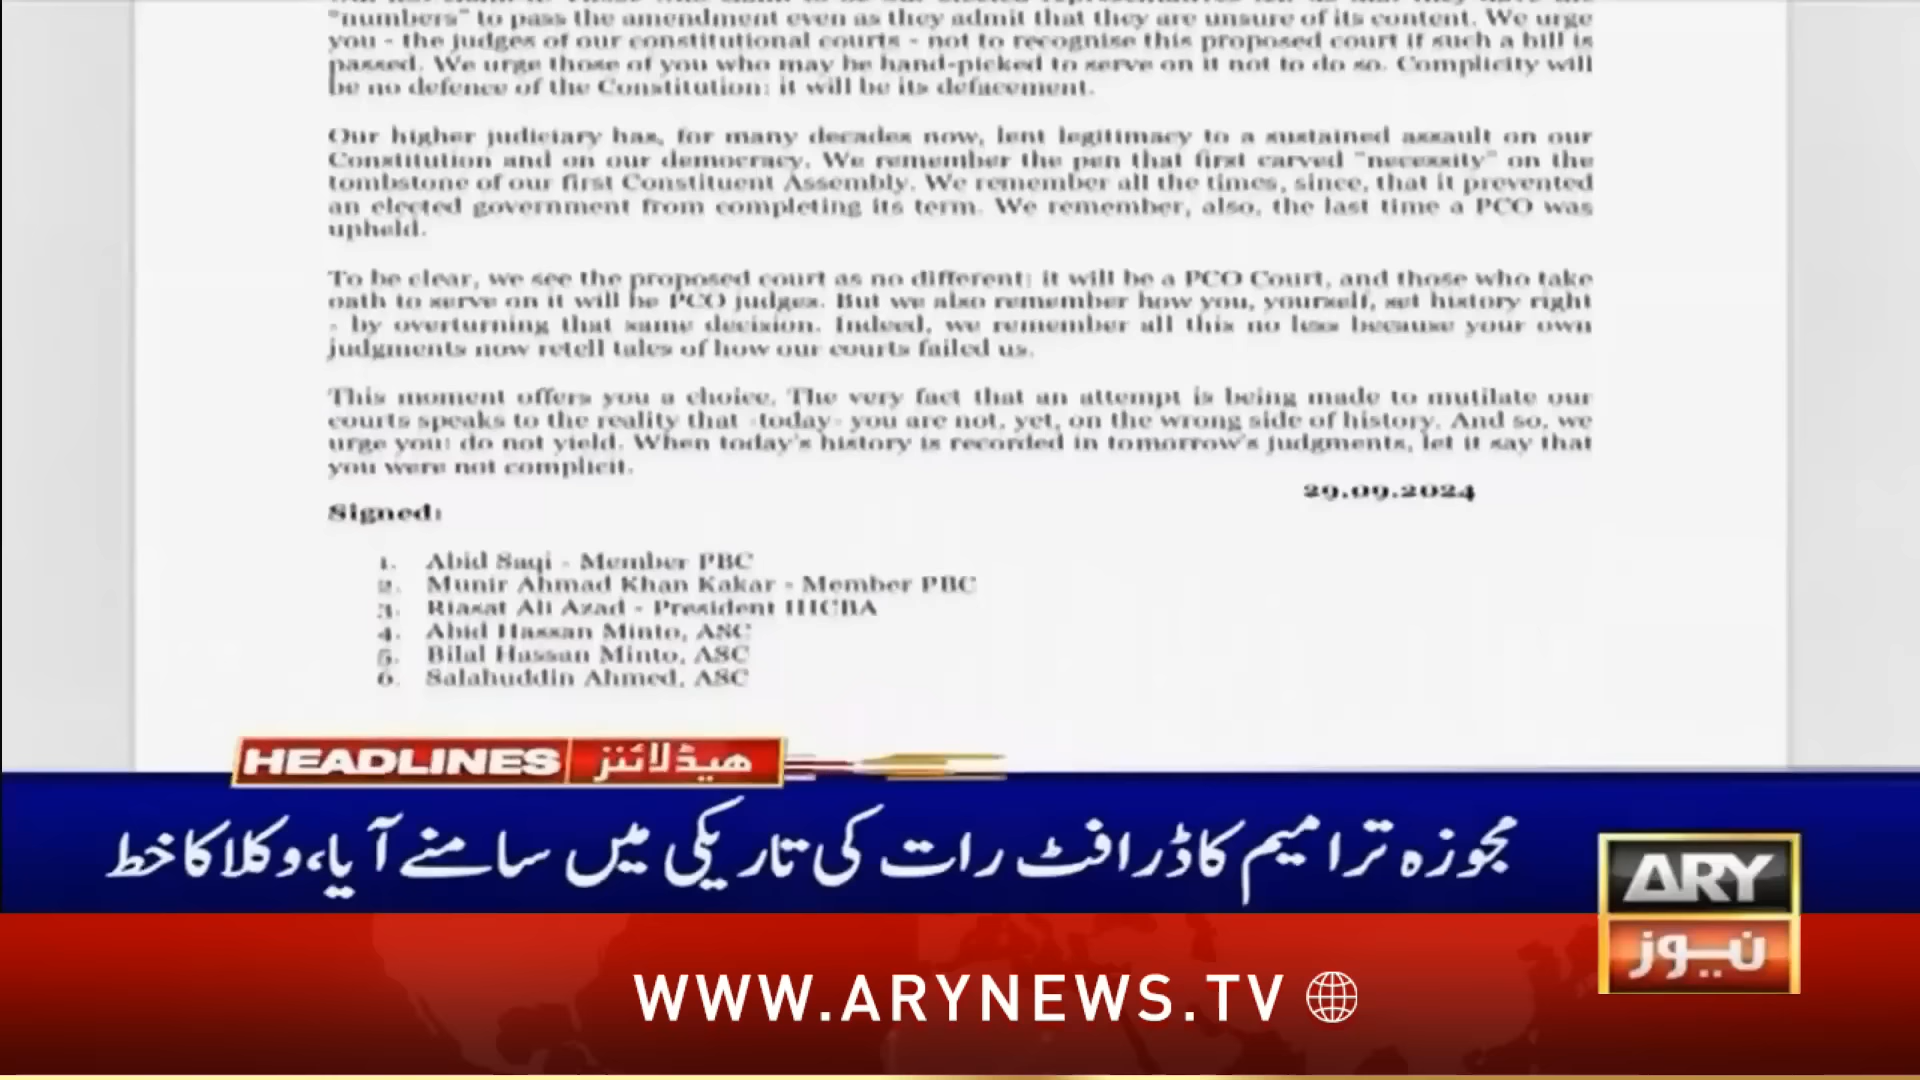 "numbers" to pass the amendment even as they admit that they are unsure of its content. We urge
you - the judges of our constitutional courts - not to recognise this proposed court if such a bill is
passed. We urge those of you who may be hand-picked to serve on it not to do so. Complicity will
be no defence of the Constitution: it will be its defacement.
Our higher judiciary has, for many decades now, lent legitimacy to a sustained assault on our
Constitution and on our democracy. We remember the pen that first carved "necessity" on the
tombstone of our first Constituent Assembly. We remember all the times, since, that it prevented
an elected government from completing its term. We remember, also, the last time a PCO was
upheld.
To be clear, we see the proposed court as no different: it will be a PCO Court, and those who take
oath to serve on it will be PCO judges. But we also remember how you, yourself, set history right
- by overturning that same decision. Indeed, we remember all this no less because your own
judgments now retell tales of how our courts failed us.
This moment offers you a choice. The very fact that an attempt is being made to mutilate our
courts speaks to the reality that -today- you are not, yet, on the wrong side of history. And so, we
urge you: do not yield. When today's history is recorded in tomorrow's judgments, let it say that
you were not complicit.
29.09.2024
Signed:
1. Abid Saqi - Member PBC
2. Munir Ahmad Khan Kakar - Member PBC
3. Riasat Ali Azad - President IHCBA
4. Abid Hassan Minto, ASC
5. Bilal Hassan Minto, ASC
6. Salahuddin Ahmed, ASC
HEADLINES ہیڈلائنز
مجوزہ ترامیم کا ڈرافٹ رات کی تاریکی میں سامنے آیا، وکلا کا خط
ARY
نیوز
WWW.ARYNEWS.TV